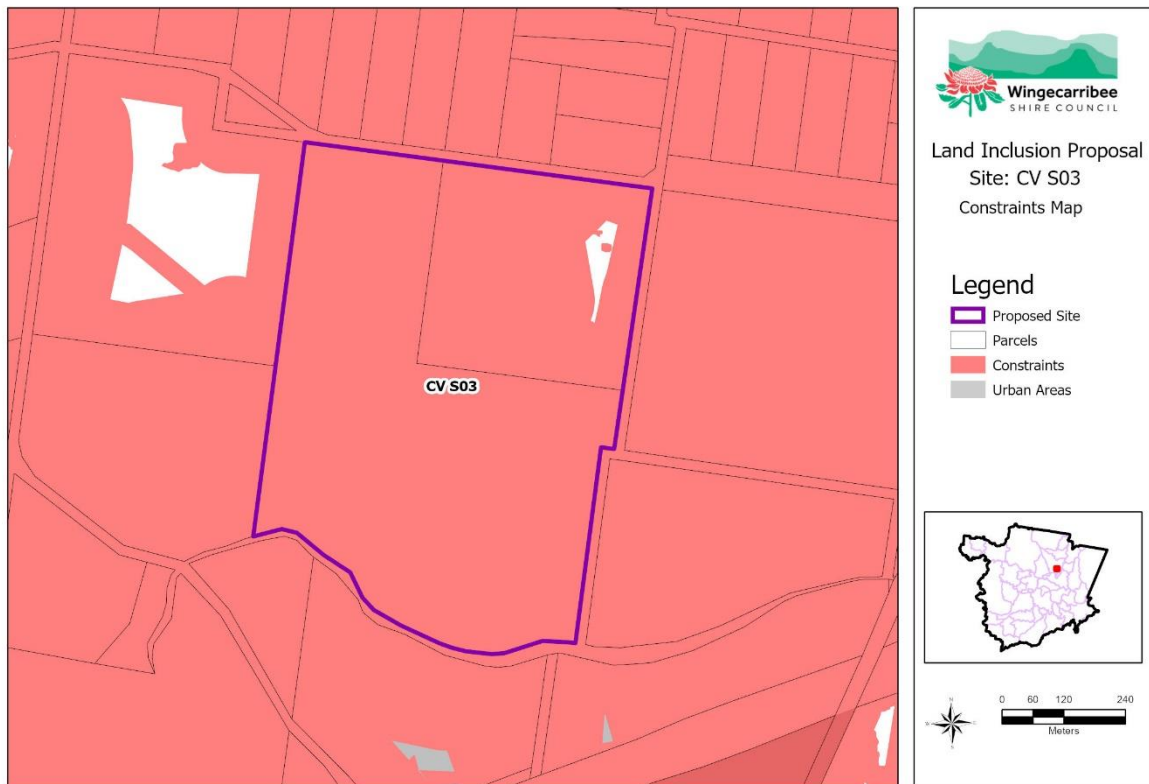 CV S03
Wingecarribee
SHIRE COUNCIL
Land Inclusion Proposal
Site: CV S03
Constraints Map
Legend
Proposed Site
Parcels
Constraints
Urban Areas
N
W
E
S
0 60 120 240
Meters